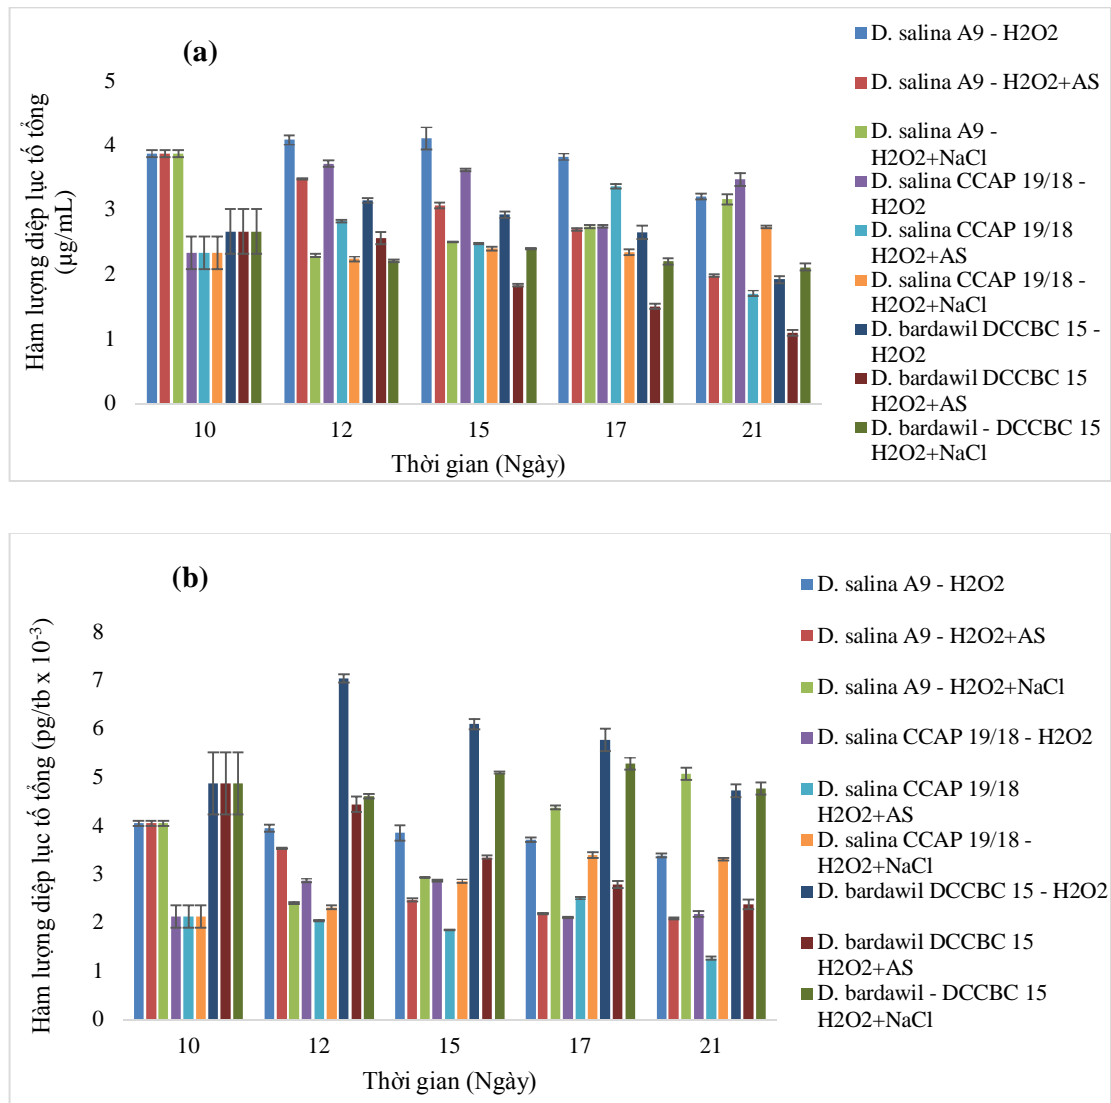 (a)
Hàm lượng diệp lục tố tổng
(µg/mL)
5
4
3
2
1
0
10 12 15 17 21
Thời gian (Ngày)
D. salina A9 - H2O2
D. salina A9 - H2O2+AS
D. salina A9 -
H2O2+NaCl
D. salina CCAP 19/18 -
H2O2
D. salina CCAP 19/18
H2O2+AS
D. salina CCAP 19/18 -
H2O2+NaCl
D. bardawil DCCBC 15 -
H2O2
D. bardawil DCCBC 15
H2O2+AS
D. bardawil - DCCBC 15
H2O2+NaCl
(b)
Hàm lượng diệp lục tố tổng (pg/tb x 10⁻³)
8
7
6
5
4
3
2
1
0
10 12 15 17 21
Thời gian (Ngày)
D. salina A9 - H2O2
D. salina A9 - H2O2+AS
D. salina A9 - H2O2+NaCl
D. salina CCAP 19/18 - H2O2
D. salina CCAP 19/18
H2O2+AS
D. salina CCAP 19/18 -
H2O2+NaCl
D. bardawil DCCBC 15 - H2O2
D. bardawil DCCBC 15
H2O2+AS
D. bardawil - DCCBC 15
H2O2+NaCl